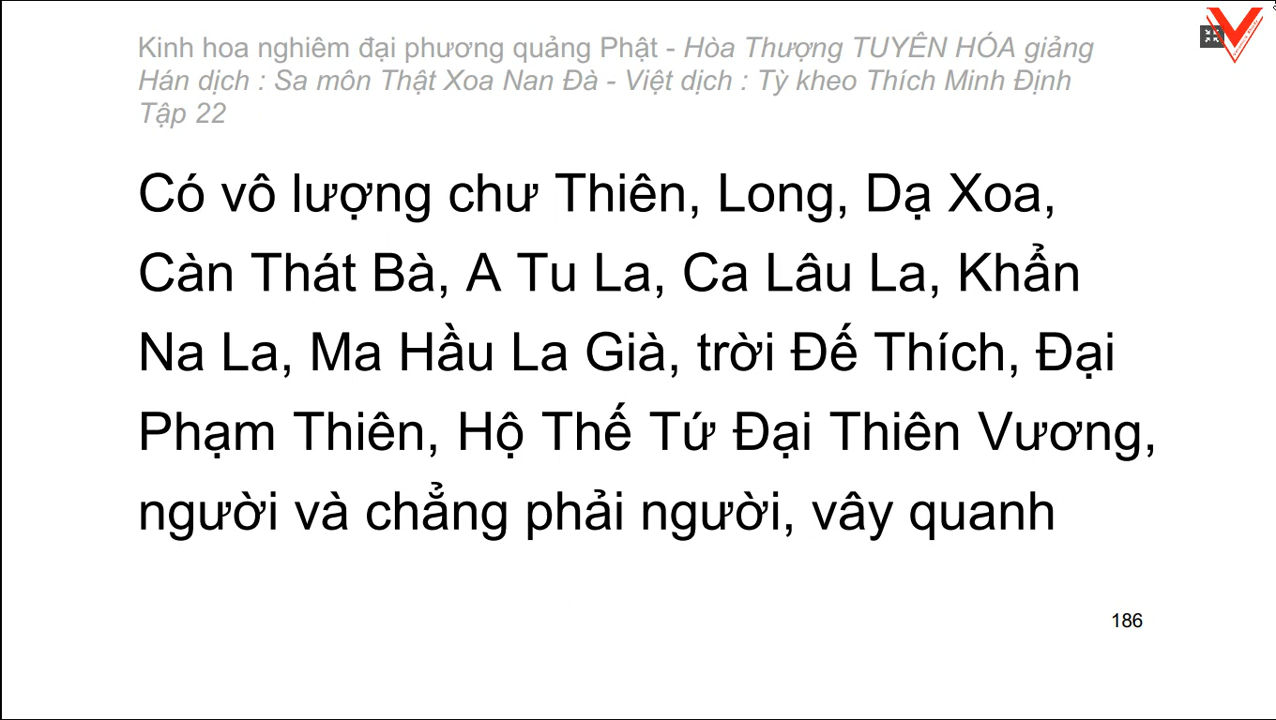 Kinh hoa nghiêm đại phương quảng Phật - Hòa Thượng TUYÊN HÓA giảng
Hán dịch : Sa môn Thật Xoa Nan Đà - Việt dịch : Tỳ kheo Thích Minh Định
Tập 22
Có vô lượng chư Thiên, Long, Dạ Xoa,
Càn Thát Bà, A Tu La, Ca Lâu La, Khẩn
Na La, Ma Hầu La Già, trời Đế Thích, Đại
Phạm Thiên, Hộ Thế Tứ Đại Thiên Vương,
người và chẳng phải người, vây quanh
186